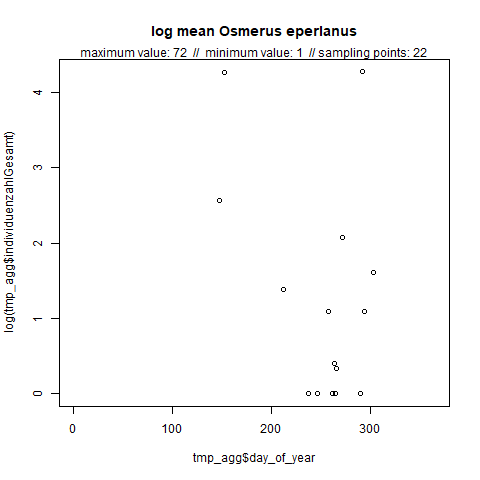 log mean Osmerus eperlanus
maximum value: 72 // minimum value: 1 // sampling points: 22
log(tmp_agg$individuenzahlGesamt)
4
3
2
1
0
0 100 200 300
tmp_agg$day_of_year